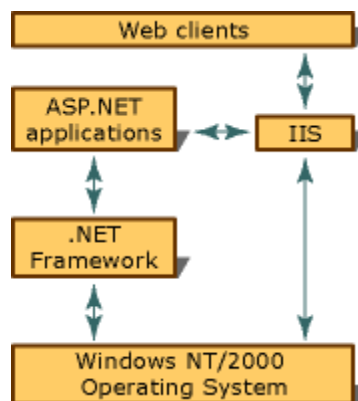 Web clients
ASP.NET
applications
IIS
.NET
Framework
Windows NT/2000
Operating System